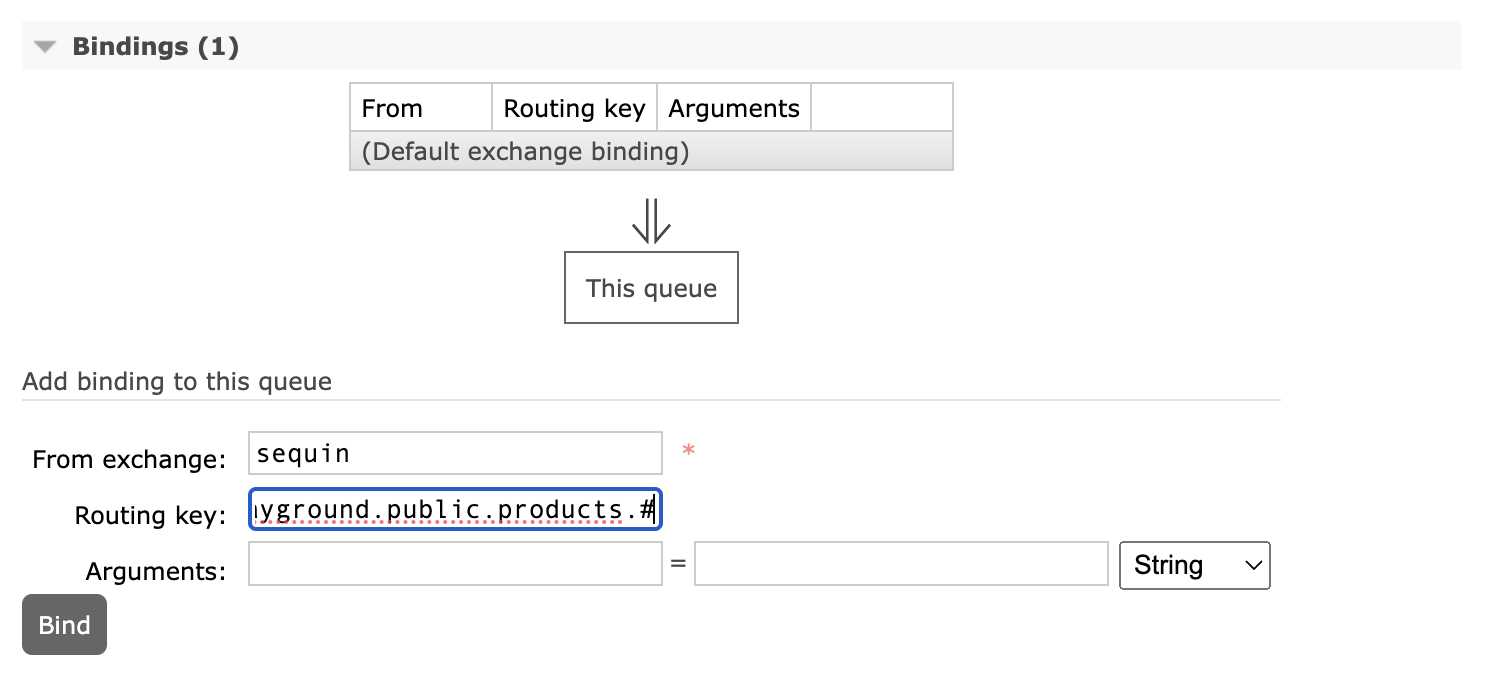 Bindings (1)
From Routing key Arguments
(Default exchange binding)
This queue
Add binding to this queue
From exchange: sequin *
Routing key: yground.public.products.#
Arguments: = String
Bind